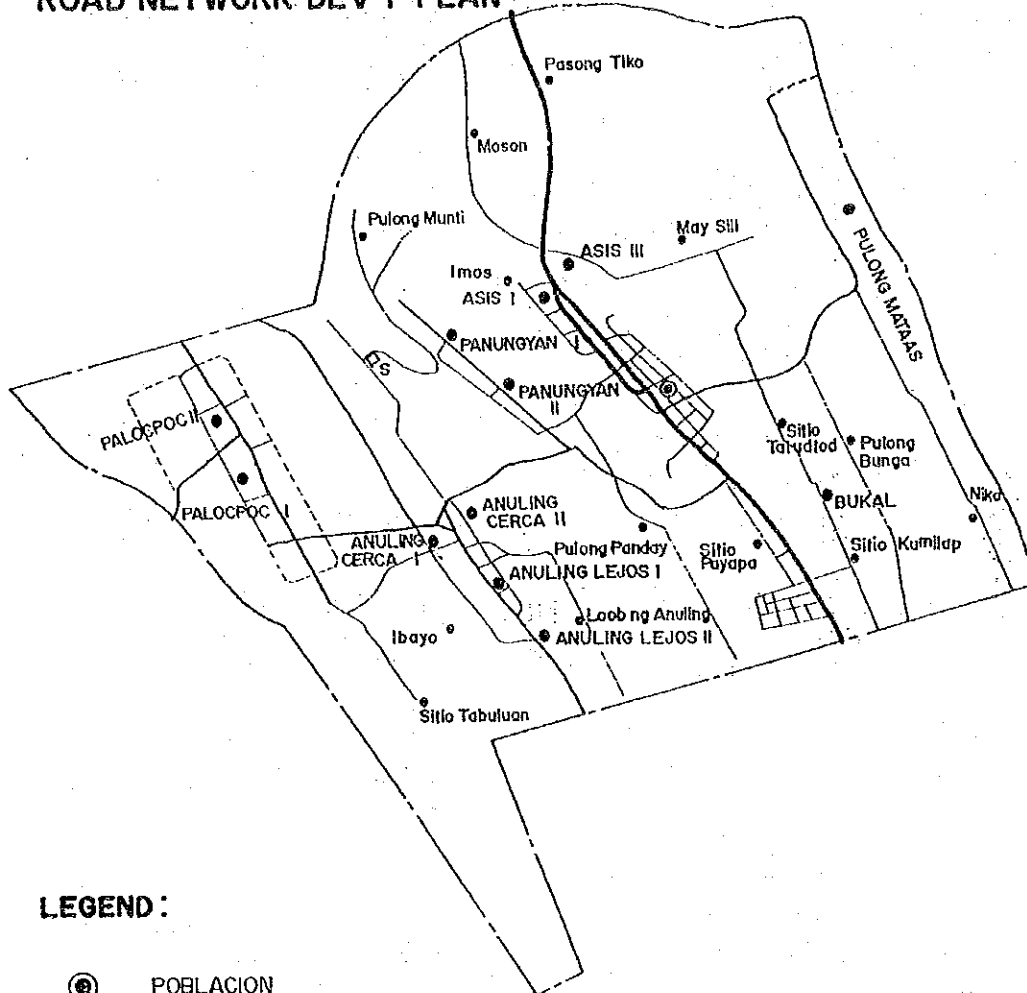 ROAD NETWORK DEV'T PLAN
Pasong Tiko
Moson
Pulong Munti
May Sili
ASIS III
PULONG MATAAS
Imos
ASIS I
PANUNGYAN I
S
PANUNGYAN
II
PALOCPOC II
Sitio
Taludtod
Pulong
Bunga
PALOCPOC I
BUKAL
Niko
ANULING
CERCA II
ANULING
CERCA I
Pulong Panday
Sitio
Puyapa
Sitio Kumilap
ANULING LEJOS I
Loob ng Anuling
Ibayo
ANULING LEJOS II
Sitio Tabuluan
LEGEND:
POBLACION